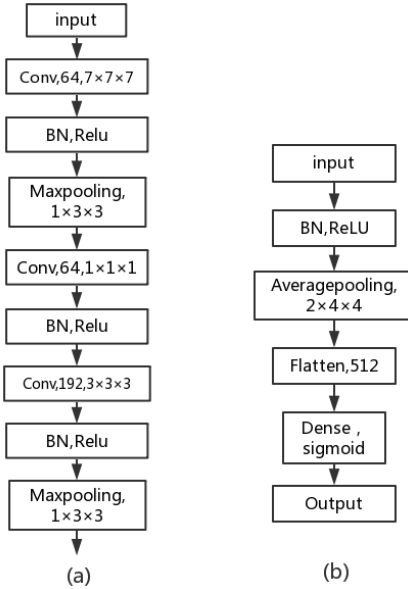 input
Conv,64,7×7×7
BN,Relu
Maxpooling,
1×3×3
Conv,64,1×1×1
BN,Relu
Conv,192,3×3×3
BN,Relu
Maxpooling,
1×3×3
(a)
input
BN,ReLU
Averagepooling,
2×4×4
Flatten,512
Dense ,
sigmoid
Output
(b)